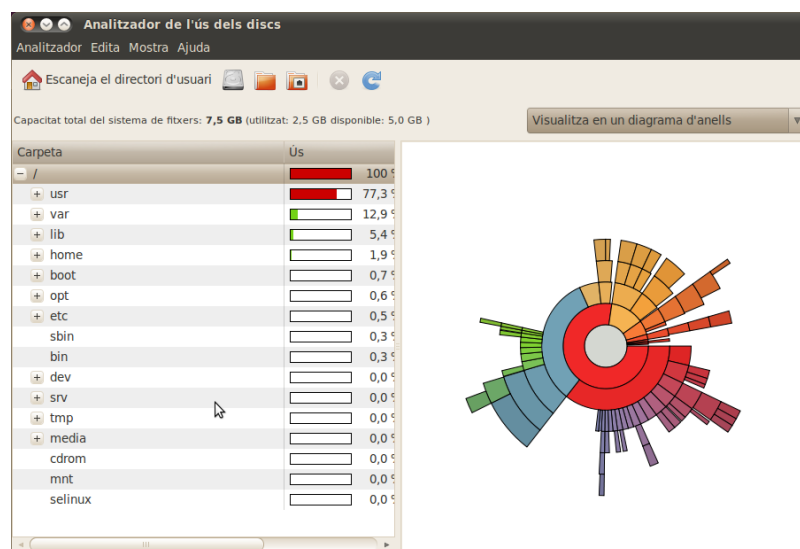 Analitzador de l'ús dels discs
Analitzador Edita Mostra Ajuda
Escaneja el directori d'usuari
Capacitat total del sistema de fitxers: 7,5 GB (utilitzat: 2,5 GB disponible: 5,0 GB )
Visualitza en un diagrama d'anells
Carpeta Ús
/ 100 %
usr 77,3 %
var 12,9 %
lib 5,4 %
home 1,9 %
boot 0,7 %
opt 0,6 %
etc 0,5 %
sbin 0,3 %
bin 0,3 %
dev 0,0 %
srv 0,0 %
tmp 0,0 %
media 0,0 %
cdrom 0,0 %
mnt 0,0 %
selinux 0,0 %